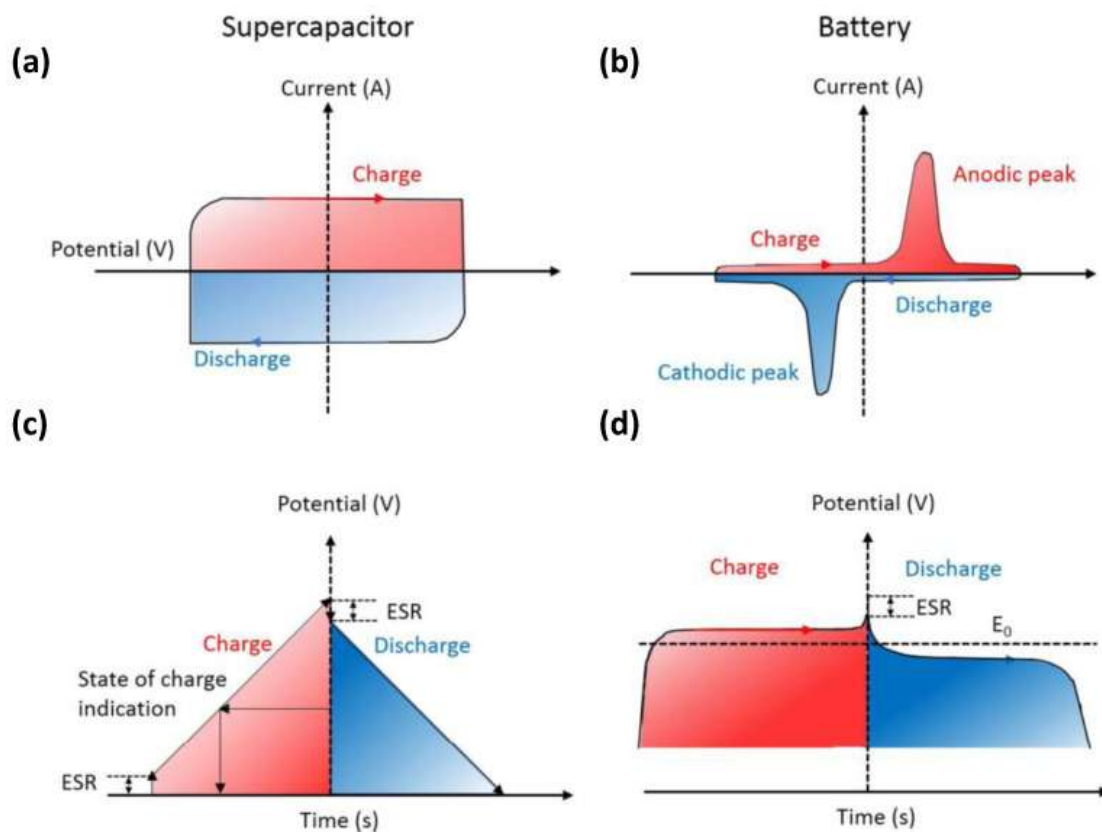 Supercapacitor
Battery
(a)
Current (A)
Charge
Potential (V)
Discharge
(b)
Current (A)
Anodic peak
Charge
Discharge
Cathodic peak
(c)
Potential (V)
ESR
Charge
Discharge
State of charge
indication
ESR
Time (s)
(d)
Potential (V)
Charge
Discharge
ESR
E₀
Time (s)